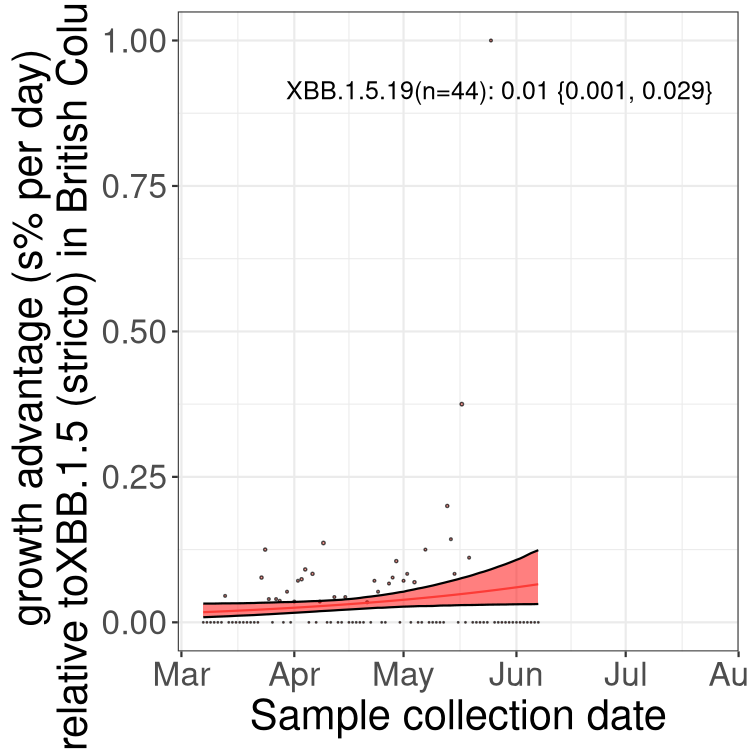 growth advantage (s% per day)
relative toXBB.1.5 (stricto) in British Colu
1.00
0.75
0.50
0.25
0.00
XBB.1.5.19(n=44): 0.01 {0.001, 0.029}
Mar Apr May Jun Jul Au
Sample collection date